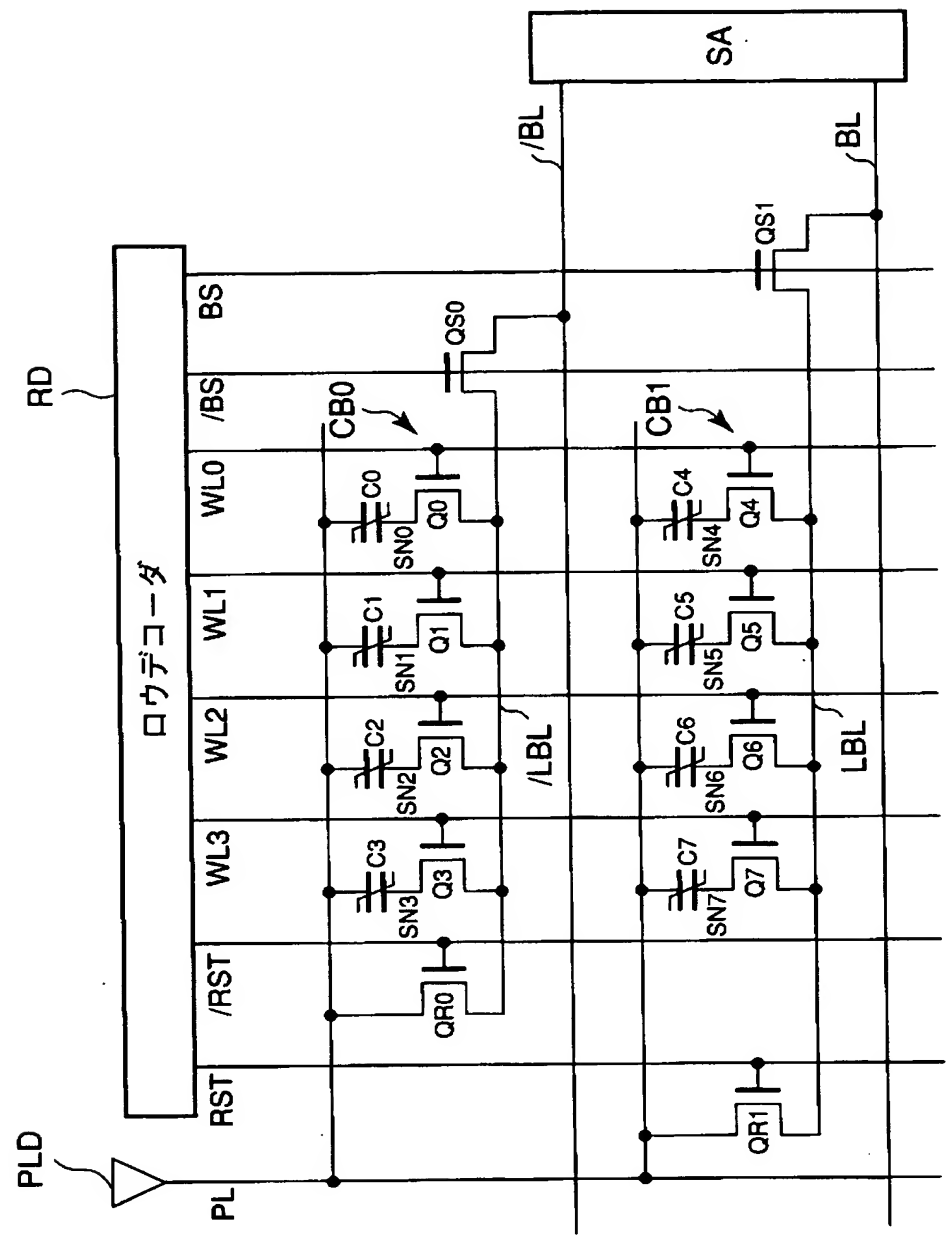 PLD
RD
ロウデコーダ
PL
RST
/RST
WL3
WL2
WL1
WL0
/BS
BS
SA
CB0
C3
C2
C1
C0
SN3
SN2
SN1
SN0
QR0
Q3
Q2
Q1
Q0
QS0
/LBL
/BL
CB1
C7
C6
C5
C4
SN7
SN6
SN5
SN4
QR1
Q7
Q6
Q5
Q4
QS1
LBL
BL